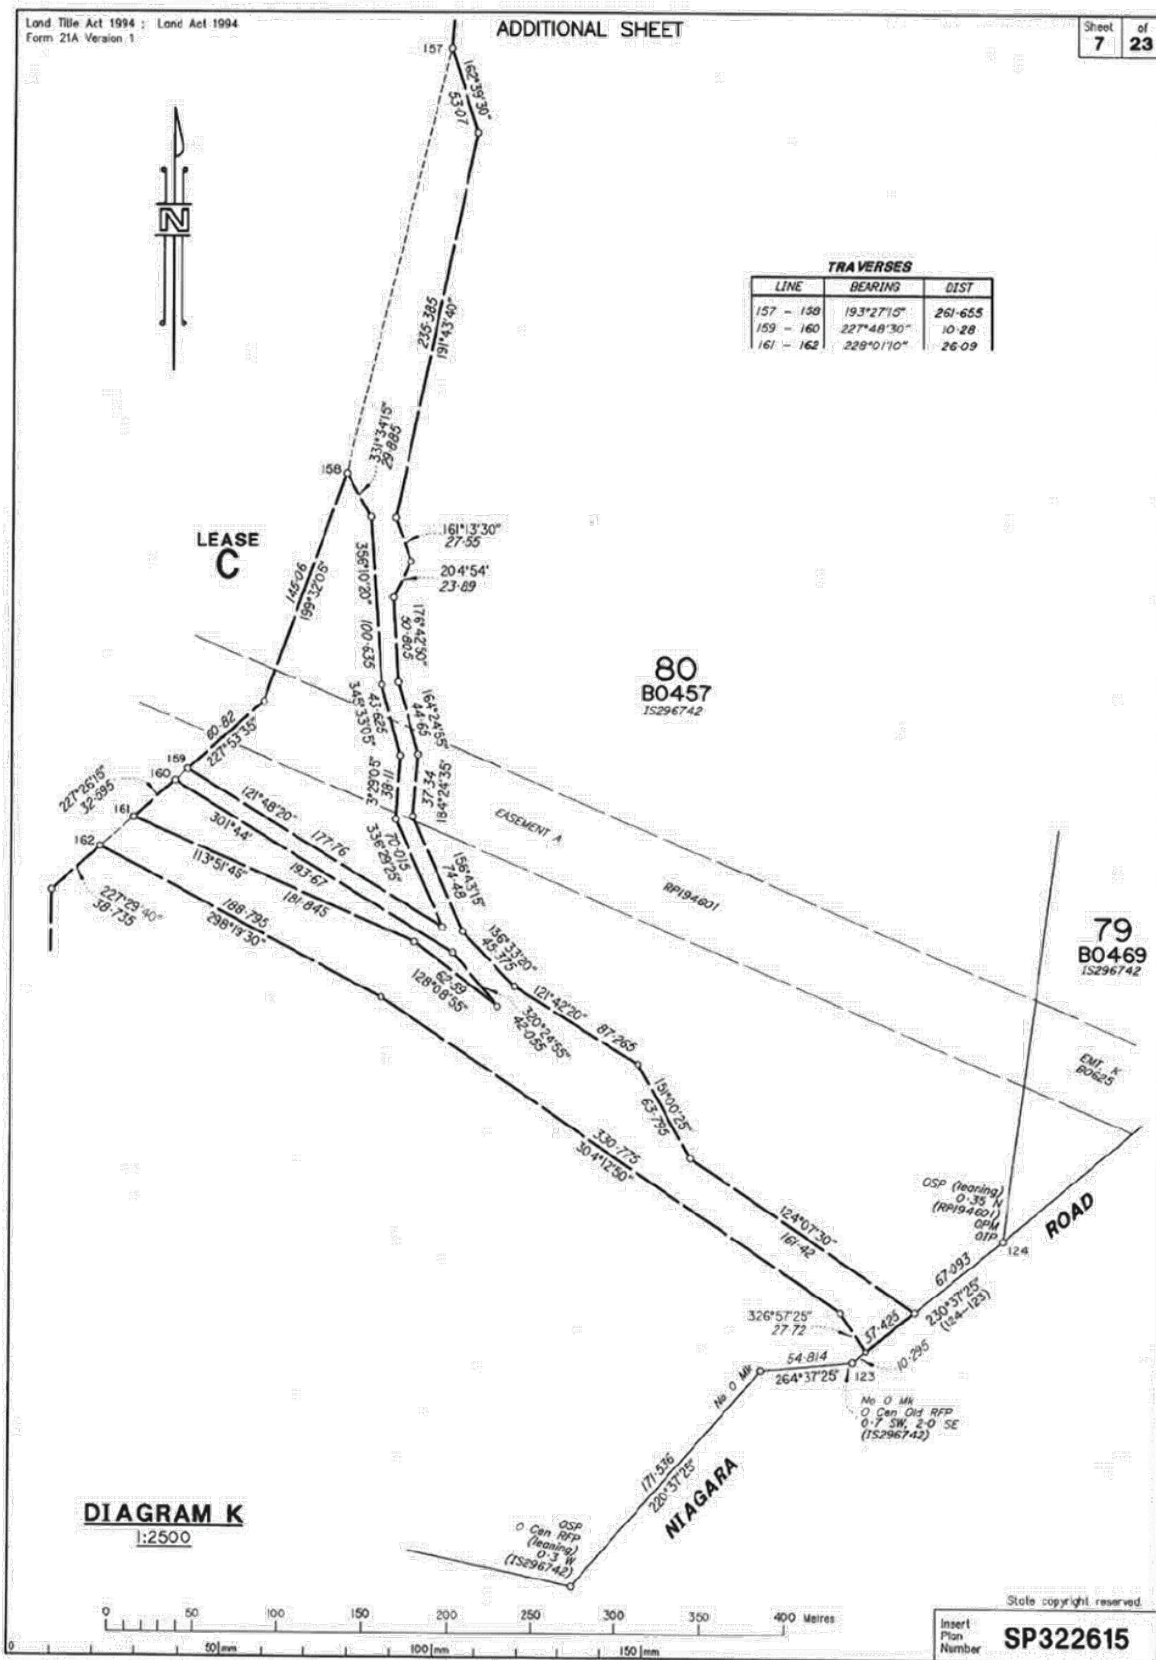 Land Title Act 1994 ; Land Act 1994
Form 21A Version 1
ADDITIONAL SHEET
Sheet 7 of 23
157
162°39'30"
53·07
N
235·385
191°43'40"
TRAVERSES
LINE BEARING DIST
157 - 158 193°27'15" 261·655
159 - 160 227°48'30" 10·28
161 - 162 228°01'10" 26·09
331°34'15"
29·885
158
LEASE
C
145·06
199°32'05"
356°10'20" 100·635
161°13'30"
27·55
204°54'
23·89
176°42'50"
50·805
80
BO457
IS296742
60·82
227°53'35"
43·625
345°33'05"
164°24'55"
44·65
159
160
227°26'15"
32·595
161
162
3°29'05"
38·11
37·34
184°24'35"
121°48'20" 177·76
301°44' 193·67
113°51'45" 181·845
188·795
298°19'30"
227°29'40"
38·735
70·015
336°29'25"
156°43'15"
74·48
EASEMENT A
RP194601
79
BO469
IS296742
136°33'20"
45·375
62·59
128°08'55"
320°24'55"
42·055
121°42'20" 87·265
EMT. K
BO625
151°00'25"
63·795
330·775
304°12'50"
124°07'30"
161·42
OSP (leaning)
0·35 N
(RP194601)
OPM
OIP
124
ROAD
67·093
230°37'25"
(124-123)
326°57'25"
27·72
37·425
10·295
54·814
264°37'25"
123
No O Mk
No O Mk
O Cen Old RFP
0·7 SW, 2·0 SE
(IS296742)
171·536
220°37'25"
NIAGARA
DIAGRAM K
1:2500
OSP
O Cen RFP
(leaning)
0·3 W
(IS296742)
0 50 100 150 200 250 300 350 400 Metres
0 50mm 100mm 150mm
State copyright reserved.
Insert
Plan
Number
SP322615